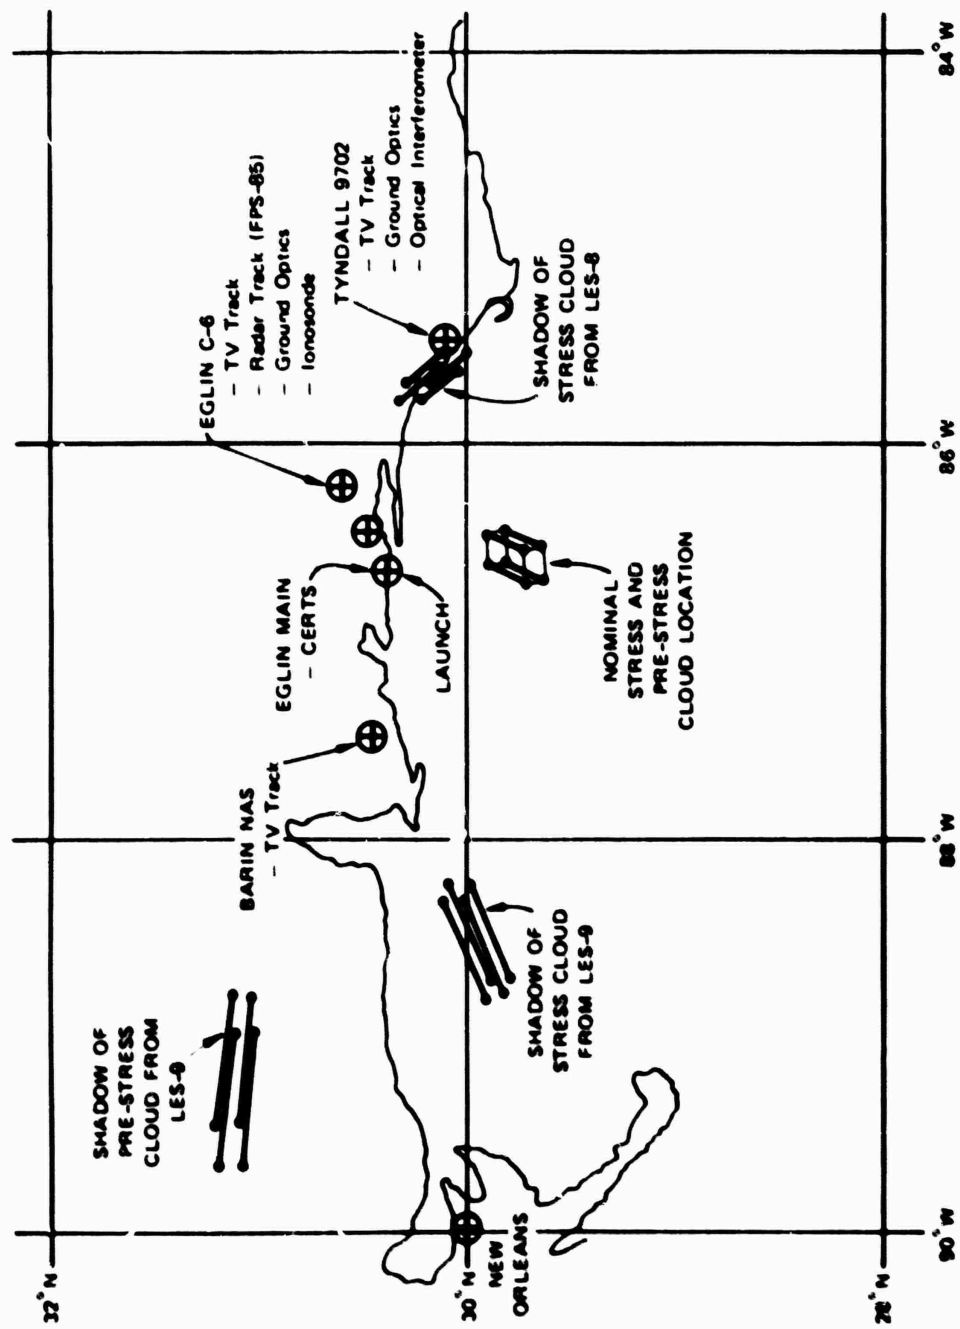 32°N
30°N
28°N
90°W
88°W
86°W
84°W
SHADOW OF
PRE-STRESS
CLOUD FROM
BARIN NAS
- TV Track
EGLIN MAIN
- CERTS
LAUNCH
EGLIN C-6
- TV Track
- Radar Track (FPS-85)
- Ground Optics
- Ionosonde
TYNDALL 9702
- TV Track
- Ground Optics
- Optical Interferometer
SHADOW OF
STRESS CLOUD
FROM LES-8
NOMINAL
STRESS AND
PRE-STRESS
CLOUD LOCATION
SHADOW OF
STRESS CLOUD
FROM LES-9
NEW
ORLEANS